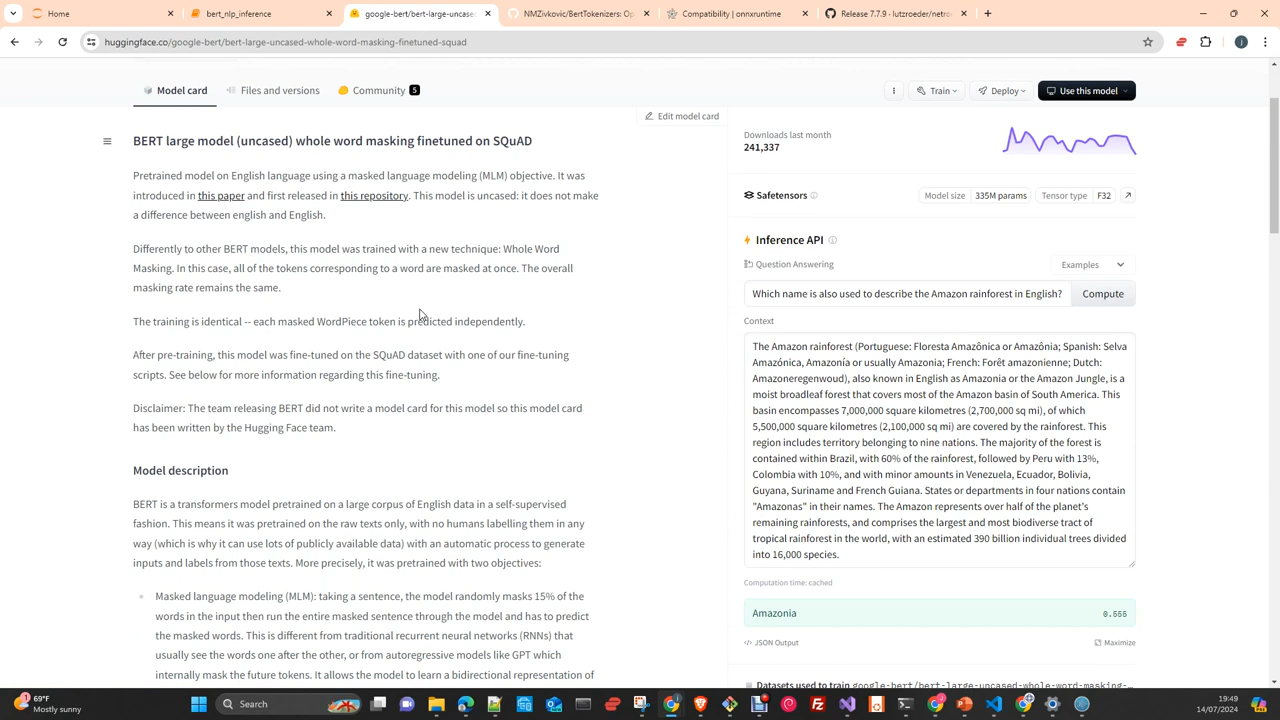 Home
bert_nlp_inference
google-bert/bert-large-uncased-
NMZivkovic/BertTokenizers: Op
Compatibility | onnxruntime
Release 7.7.9 · lutzroeder/netro
huggingface.co/google-bert/bert-large-uncased-whole-word-masking-finetuned-squad
Model card
Files and versions
Community 5
Train
Deploy
Use this model
Edit model card
BERT large model (uncased) whole word masking finetuned on SQuAD
Pretrained model on English language using a masked language modeling (MLM) objective. It was
introduced in this paper and first released in this repository. This model is uncased: it does not make
a difference between english and English.
Differently to other BERT models, this model was trained with a new technique: Whole Word
Masking. In this case, all of the tokens corresponding to a word are masked at once. The overall
masking rate remains the same.
The training is identical -- each masked WordPiece token is predicted independently.
After pre-training, this model was fine-tuned on the SQuAD dataset with one of our fine-tuning
scripts. See below for more information regarding this fine-tuning.
Disclaimer: The team releasing BERT did not write a model card for this model so this model card
has been written by the Hugging Face team.
Model description
BERT is a transformers model pretrained on a large corpus of English data in a self-supervised
fashion. This means it was pretrained on the raw texts only, with no humans labelling them in any
way (which is why it can use lots of publicly available data) with an automatic process to generate
inputs and labels from those texts. More precisely, it was pretrained with two objectives:
Masked language modeling (MLM): taking a sentence, the model randomly masks 15% of the
words in the input then run the entire masked sentence through the model and has to predict
the masked words. This is different from traditional recurrent neural networks (RNNs) that
usually see the words one after the other, or from autoregressive models like GPT which
internally mask the future tokens. It allows the model to learn a bidirectional representation of
Downloads last month
241,337
Safetensors
Model size 335M params
Tensor type F32
Inference API
Question Answering
Examples
Which name is also used to describe the Amazon rainforest in English?
Compute
Context
The Amazon rainforest (Portuguese: Floresta Amazônica or Amazônia; Spanish: Selva
Amazónica, Amazonía or usually Amazonia; French: Forêt amazonienne; Dutch:
Amazoneregenwoud), also known in English as Amazonia or the Amazon Jungle, is a
moist broadleaf forest that covers most of the Amazon basin of South America. This
basin encompasses 7,000,000 square kilometres (2,700,000 sq mi), of which
5,500,000 square kilometres (2,100,000 sq mi) are covered by the rainforest. This
region includes territory belonging to nine nations. The majority of the forest is
contained within Brazil, with 60% of the rainforest, followed by Peru with 13%,
Colombia with 10%, and with minor amounts in Venezuela, Ecuador, Bolivia,
Guyana, Suriname and French Guiana. States or departments in four nations contain
"Amazonas" in their names. The Amazon represents over half of the planet's
remaining rainforests, and comprises the largest and most biodiverse tract of
tropical rainforest in the world, with an estimated 390 billion individual trees divided
into 16,000 species.
Computation time: cached
Amazonia 0.555
</> JSON Output
Maximize
Datasets used to train google-bert/bert-large-uncased-whole-word-masking-…
69°F
Mostly sunny
Search
19:49
14/07/2024